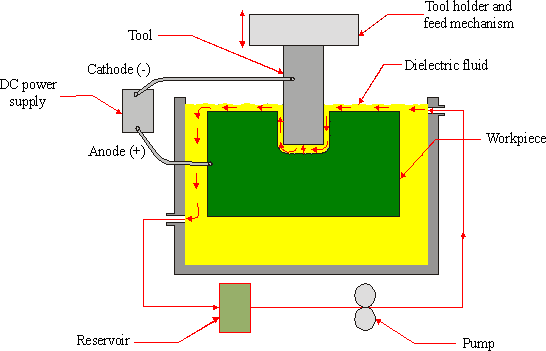 Tool holder and
feed mechanism
Tool
Cathode (-)
Dielectric fluid
DC power
supply
Workpiece
Anode (+)
Reservoir
Pump